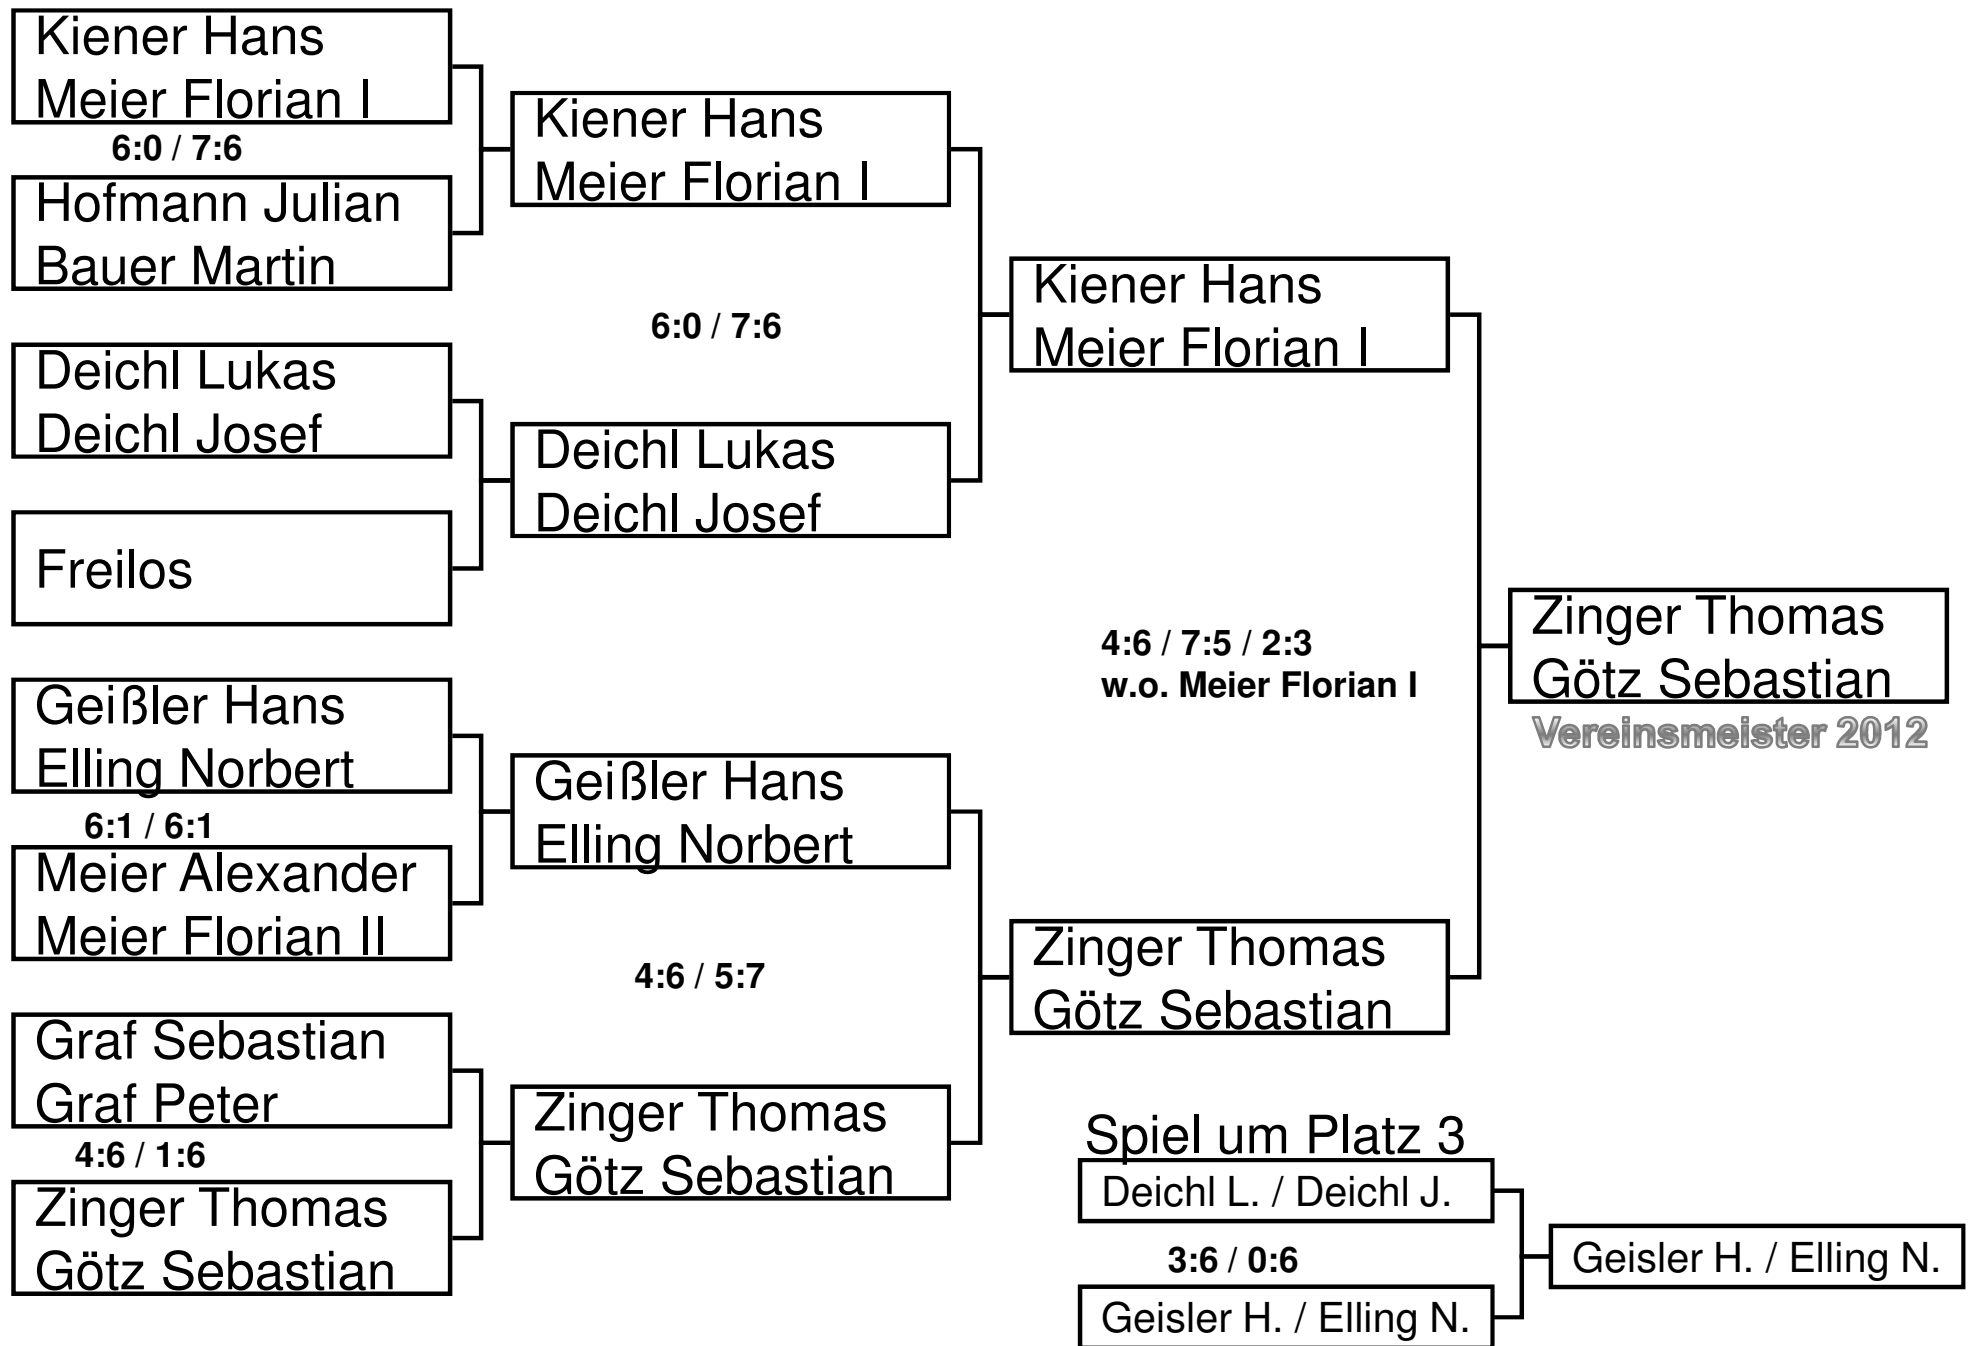 Kiener Hans
Meier Florian I
6:0 / 7:6
Hofmann Julian
Bauer Martin
Deichl Lukas
Deichl Josef
Freilos
Geißler Hans
Elling Norbert
6:1 / 6:1
Meier Alexander
Meier Florian II
Graf Sebastian
Graf Peter
4:6 / 1:6
Zinger Thomas
Götz Sebastian
Kiener Hans
Meier Florian I
6:0 / 7:6
Deichl Lukas
Deichl Josef
Geißler Hans
Elling Norbert
4:6 / 5:7
Zinger Thomas
Götz Sebastian
Kiener Hans
Meier Florian I
4:6 / 7:5 / 2:3
w.o. Meier Florian I
Zinger Thomas
Götz Sebastian
Zinger Thomas
Götz Sebastian
Vereinsmeister 2012
Spiel um Platz 3
Deichl L. / Deichl J.
3:6 / 0:6
Geisler H. / Elling N.
Geisler H. / Elling N.